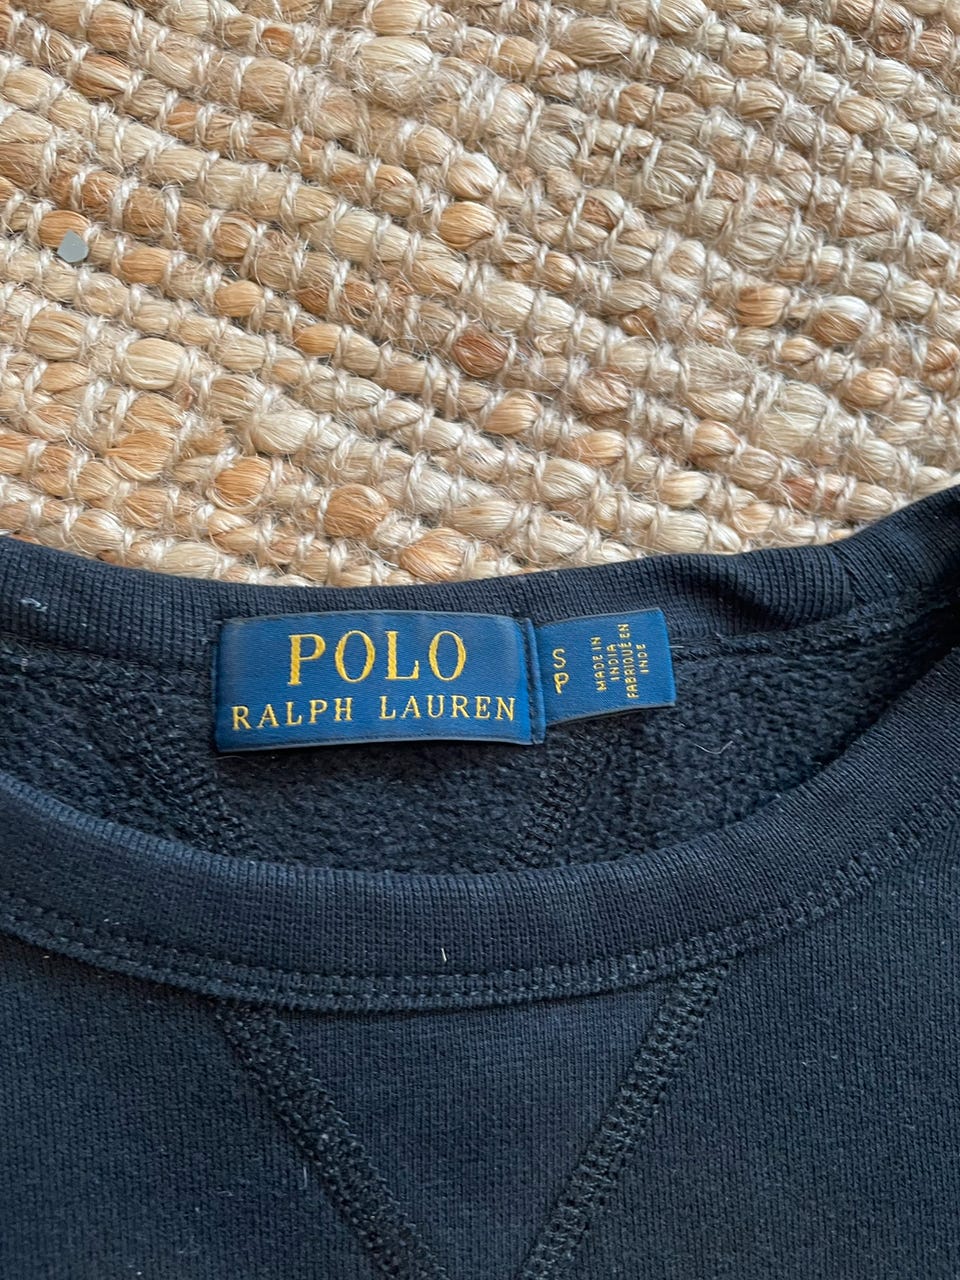 POLO
RALPH LAUREN
S
P
MADE IN
INDIA
FABRIQUÉ EN
INDE